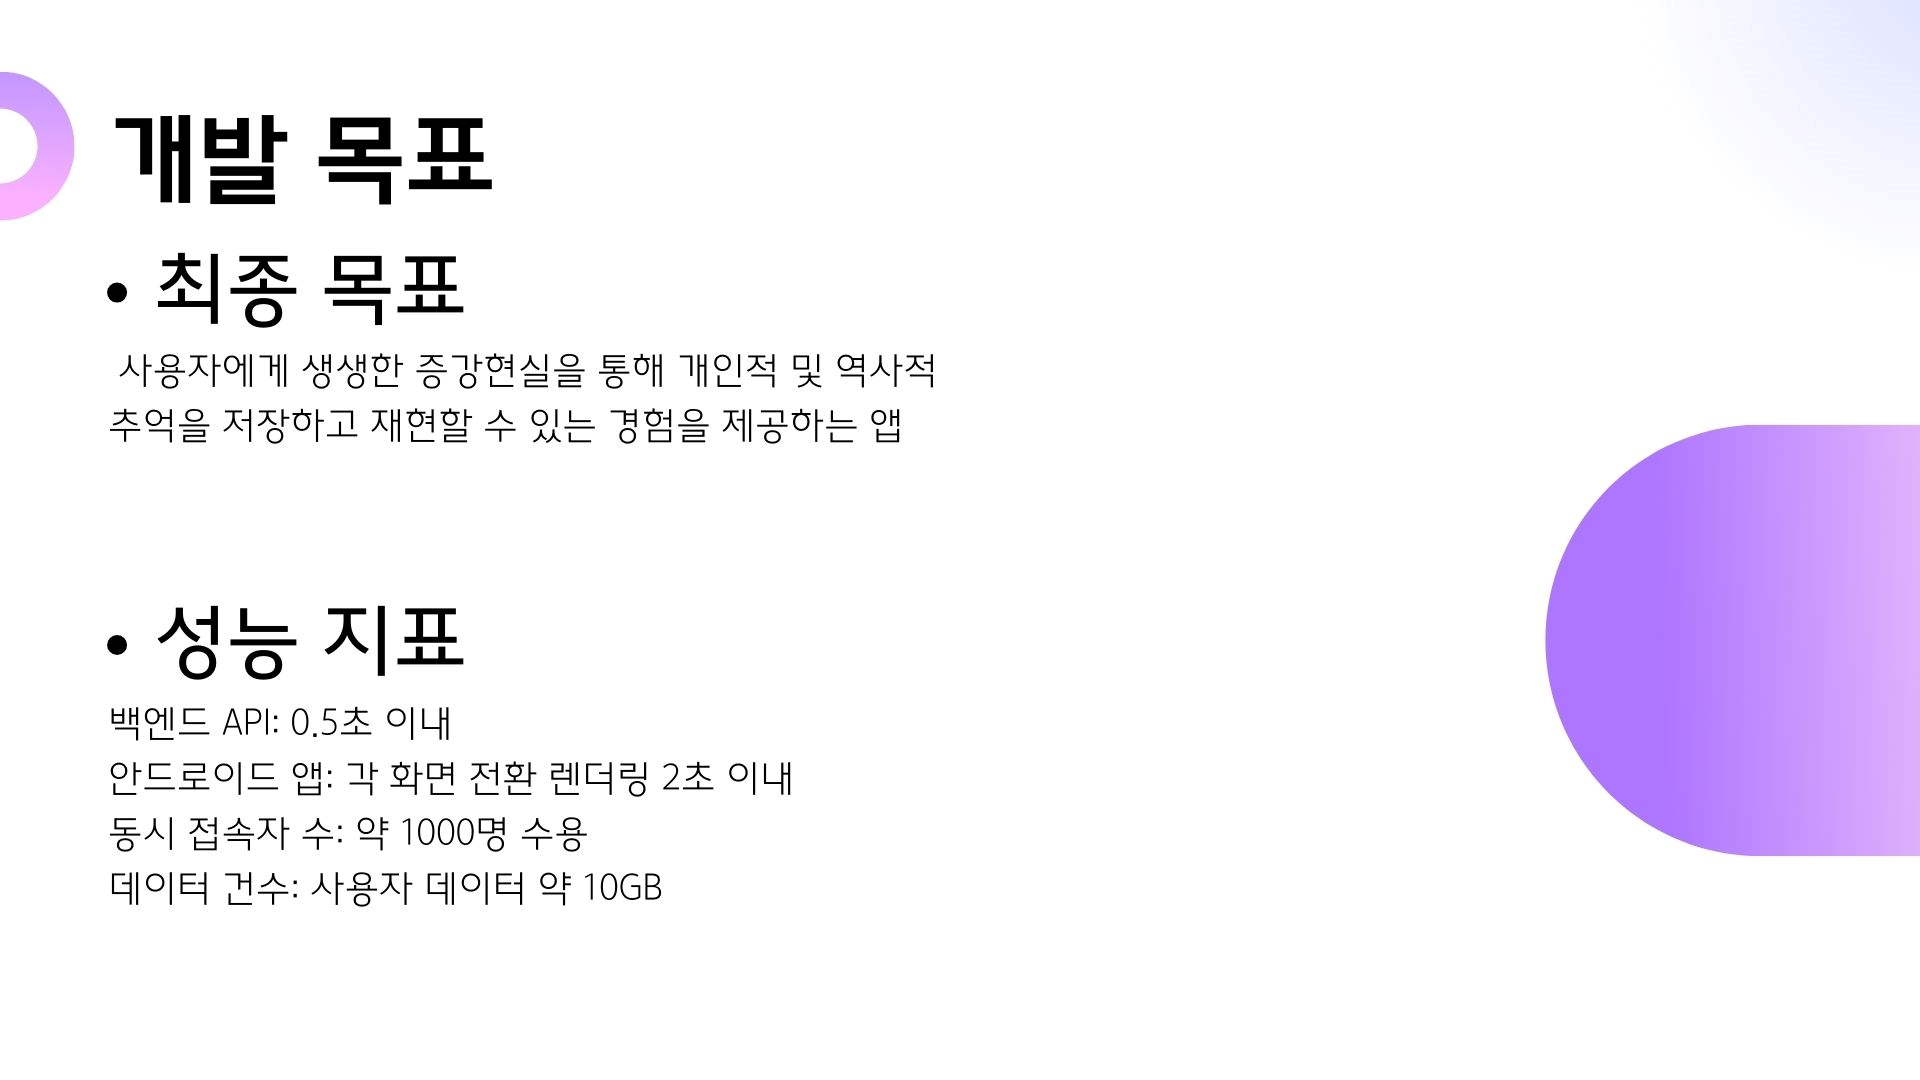 개발 목표
• 최종 목표
사용자에게 생생한 증강현실을 통해 개인적 및 역사적
추억을 저장하고 재현할 수 있는 경험을 제공하는 앱
• 성능 지표
백엔드 API: 0.5초 이내
안드로이드 앱: 각 화면 전환 렌더링 2초 이내
동시 접속자 수: 약 1000명 수용
데이터 건수: 사용자 데이터 약 10GB